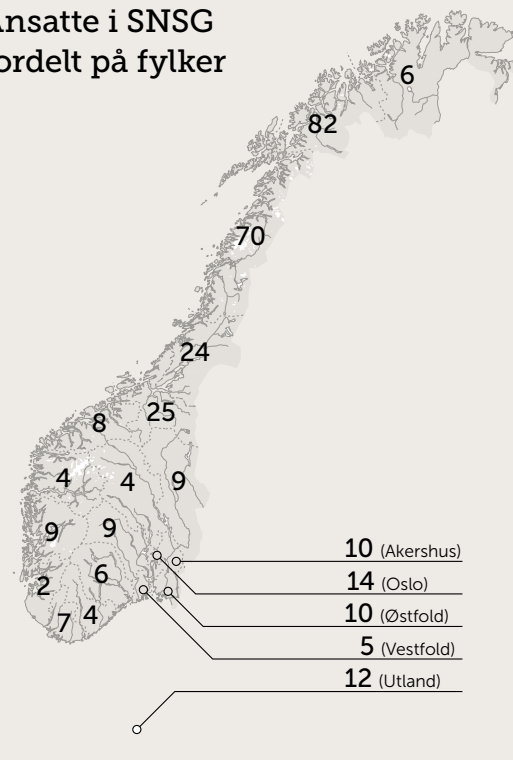 Ansatte i SNSG
fordelt på fylker
6
82
70
24
25
8
4
4
9
9
9
6
2
7
4
10 (Akershus)
14 (Oslo)
10 (Østfold)
5 (Vestfold)
12 (Utland)